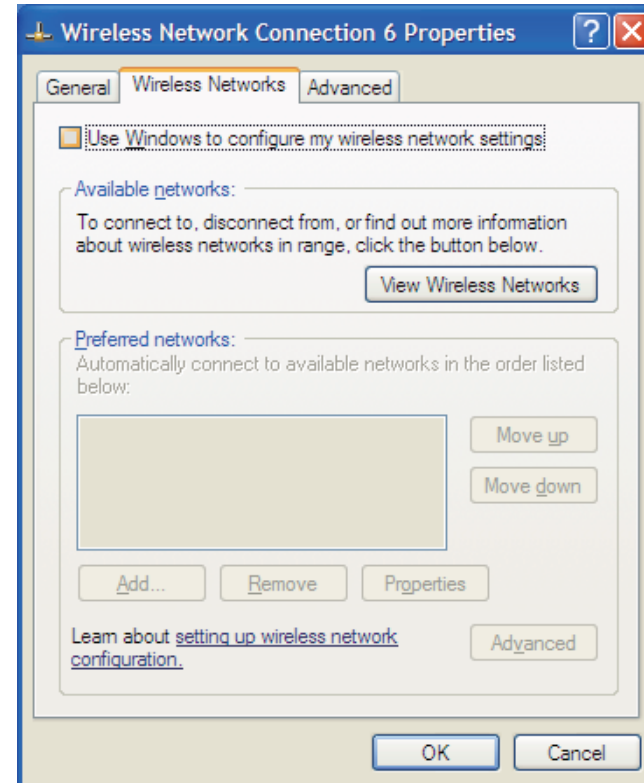 Wireless Network Connection 6 Properties
General Wireless Networks Advanced
Use Windows to configure my wireless network settings
Available networks:
To connect to, disconnect from, or find out more information
about wireless networks in range, click the button below.
View Wireless Networks
Preferred networks:
Automatically connect to available networks in the order listed
below:
Move up
Move down
Add... Remove Properties
Learn about setting up wireless network
configuration.
Advanced
OK Cancel